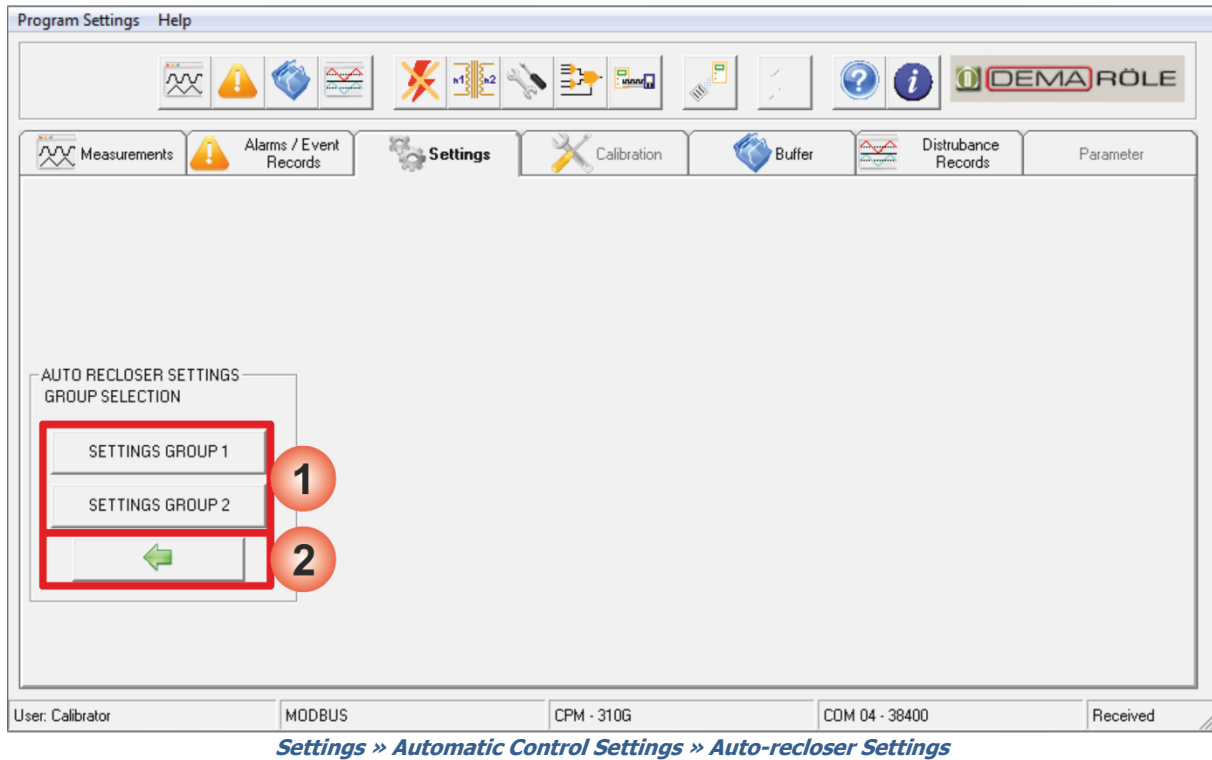 Program Settings Help
h1 h2
DEMA RÖLE
Measurements
Alarms / Event
Records
Settings
Calibration
Buffer
Distrubance
Records
Parameter
AUTO RECLOSER SETTINGS
GROUP SELECTION
SETTINGS GROUP 1
SETTINGS GROUP 2
1
2
User: Calibrator MODBUS CPM - 310G COM 04 - 38400 Received
Settings » Automatic Control Settings » Auto-recloser Settings